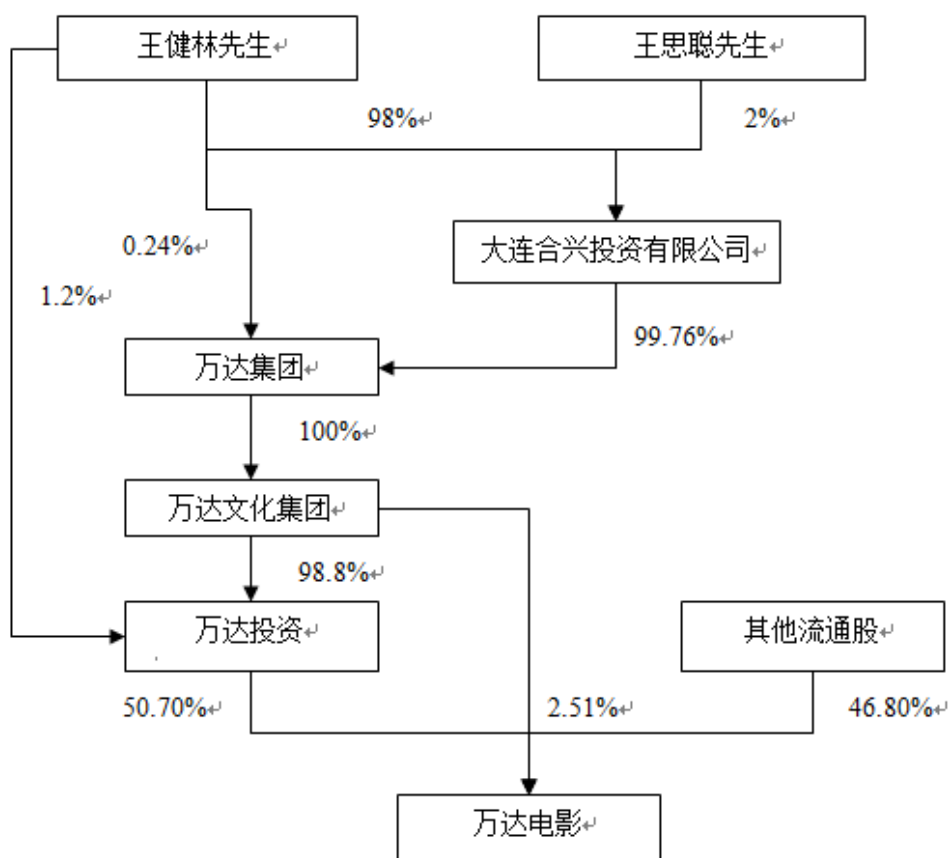 王健林先生↵
王思聪先生↵
98%↵
2%↵
0.24%↵
大连合兴投资有限公司↵
1.2%↵
99.76%↵
万达集团↵
100%↵
万达文化集团↵
98.8%↵
万达投资↵
其他流通股↵
50.70%↵
2.51%↵
46.80%↵
万达电影↵